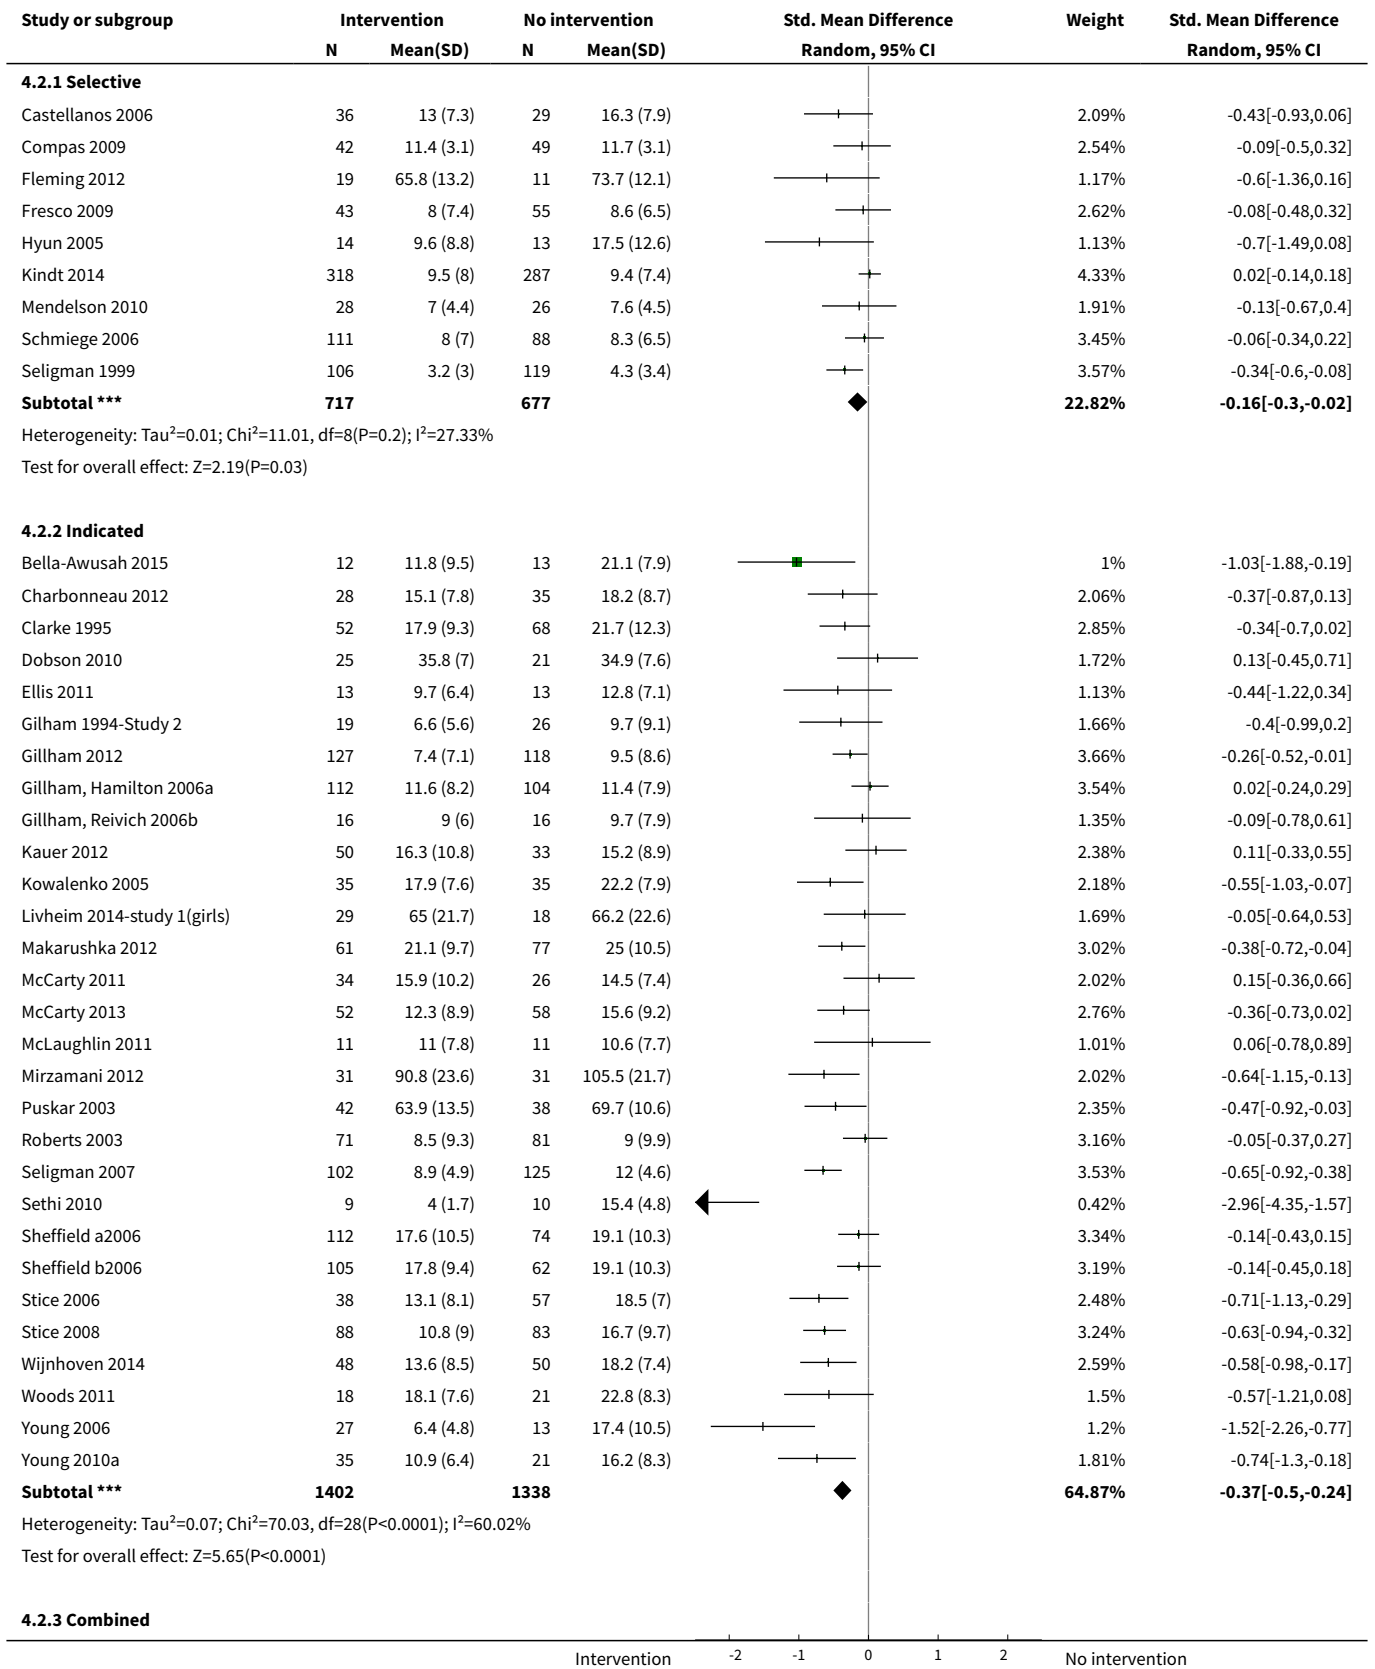 Study or subgroup Intervention No intervention Std. Mean Difference Weight Std. Mean Difference
N Mean(SD) N Mean(SD) Random, 95% CI Random, 95% CI
4.2.1 Selective
Castellanos 2006 36 13 (7.3) 29 16.3 (7.9) 2.09% -0.43[-0.93,0.06]
Compas 2009 42 11.4 (3.1) 49 11.7 (3.1) 2.54% -0.09[-0.5,0.32]
Fleming 2012 19 65.8 (13.2) 11 73.7 (12.1) 1.17% -0.6[-1.36,0.16]
Fresco 2009 43 8 (7.4) 55 8.6 (6.5) 2.62% -0.08[-0.48,0.32]
Hyun 2005 14 9.6 (8.8) 13 17.5 (12.6) 1.13% -0.7[-1.49,0.08]
Kindt 2014 318 9.5 (8) 287 9.4 (7.4) 4.33% 0.02[-0.14,0.18]
Mendelson 2010 28 7 (4.4) 26 7.6 (4.5) 1.91% -0.13[-0.67,0.4]
Schmiege 2006 111 8 (7) 88 8.3 (6.5) 3.45% -0.06[-0.34,0.22]
Seligman 1999 106 3.2 (3) 119 4.3 (3.4) 3.57% -0.34[-0.6,-0.08]
Subtotal *** 717 677 22.82% -0.16[-0.3,-0.02]
Heterogeneity: Tau²=0.01; Chi²=11.01, df=8(P=0.2); I²=27.33%
Test for overall effect: Z=2.19(P=0.03)
4.2.2 Indicated
Bella-Awusah 2015 12 11.8 (9.5) 13 21.1 (7.9) 1% -1.03[-1.88,-0.19]
Charbonneau 2012 28 15.1 (7.8) 35 18.2 (8.7) 2.06% -0.37[-0.87,0.13]
Clarke 1995 52 17.9 (9.3) 68 21.7 (12.3) 2.85% -0.34[-0.7,0.02]
Dobson 2010 25 35.8 (7) 21 34.9 (7.6) 1.72% 0.13[-0.45,0.71]
Ellis 2011 13 9.7 (6.4) 13 12.8 (7.1) 1.13% -0.44[-1.22,0.34]
Gilham 1994-Study 2 19 6.6 (5.6) 26 9.7 (9.1) 1.66% -0.4[-0.99,0.2]
Gillham 2012 127 7.4 (7.1) 118 9.5 (8.6) 3.66% -0.26[-0.52,-0.01]
Gillham, Hamilton 2006a 112 11.6 (8.2) 104 11.4 (7.9) 3.54% 0.02[-0.24,0.29]
Gillham, Reivich 2006b 16 9 (6) 16 9.7 (7.9) 1.35% -0.09[-0.78,0.61]
Kauer 2012 50 16.3 (10.8) 33 15.2 (8.9) 2.38% 0.11[-0.33,0.55]
Kowalenko 2005 35 17.9 (7.6) 35 22.2 (7.9) 2.18% -0.55[-1.03,-0.07]
Livheim 2014-study 1(girls) 29 65 (21.7) 18 66.2 (22.6) 1.69% -0.05[-0.64,0.53]
Makarushka 2012 61 21.1 (9.7) 77 25 (10.5) 3.02% -0.38[-0.72,-0.04]
McCarty 2011 34 15.9 (10.2) 26 14.5 (7.4) 2.02% 0.15[-0.36,0.66]
McCarty 2013 52 12.3 (8.9) 58 15.6 (9.2) 2.76% -0.36[-0.73,0.02]
McLaughlin 2011 11 11 (7.8) 11 10.6 (7.7) 1.01% 0.06[-0.78,0.89]
Mirzamani 2012 31 90.8 (23.6) 31 105.5 (21.7) 2.02% -0.64[-1.15,-0.13]
Puskar 2003 42 63.9 (13.5) 38 69.7 (10.6) 2.35% -0.47[-0.92,-0.03]
Roberts 2003 71 8.5 (9.3) 81 9 (9.9) 3.16% -0.05[-0.37,0.27]
Seligman 2007 102 8.9 (4.9) 125 12 (4.6) 3.53% -0.65[-0.92,-0.38]
Sethi 2010 9 4 (1.7) 10 15.4 (4.8) 0.42% -2.96[-4.35,-1.57]
Sheffield a2006 112 17.6 (10.5) 74 19.1 (10.3) 3.34% -0.14[-0.43,0.15]
Sheffield b2006 105 17.8 (9.4) 62 19.1 (10.3) 3.19% -0.14[-0.45,0.18]
Stice 2006 38 13.1 (8.1) 57 18.5 (7) 2.48% -0.71[-1.13,-0.29]
Stice 2008 88 10.8 (9) 83 16.7 (9.7) 3.24% -0.63[-0.94,-0.32]
Wijnhoven 2014 48 13.6 (8.5) 50 18.2 (7.4) 2.59% -0.58[-0.98,-0.17]
Woods 2011 18 18.1 (7.6) 21 22.8 (8.3) 1.5% -0.57[-1.21,0.08]
Young 2006 27 6.4 (4.8) 13 17.4 (10.5) 1.2% -1.52[-2.26,-0.77]
Young 2010a 35 10.9 (6.4) 21 16.2 (8.3) 1.81% -0.74[-1.3,-0.18]
Subtotal *** 1402 1338 64.87% -0.37[-0.5,-0.24]
Heterogeneity: Tau²=0.07; Chi²=70.03, df=28(P<0.0001); I²=60.02%
Test for overall effect: Z=5.65(P<0.0001)
4.2.3 Combined
Intervention -2 -1 0 1 2 No intervention